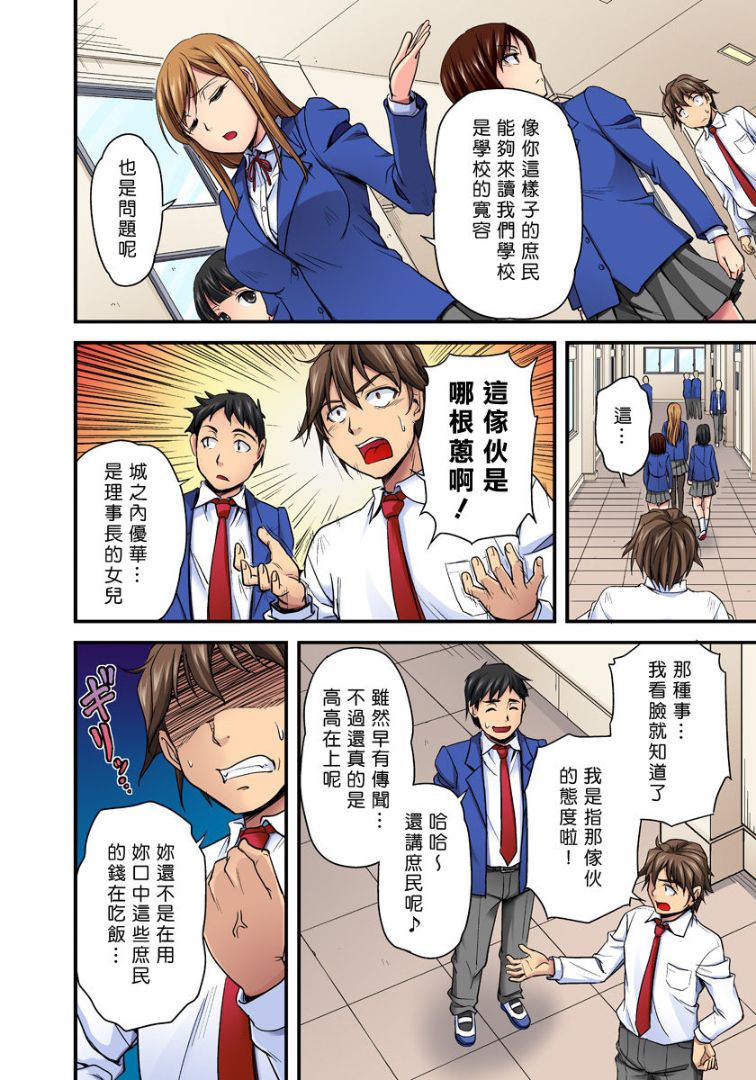 像你這樣子的庶民
能夠來讀我們學校
是學校的寬容
也是問題呢
這…
這傢伙是
哪根蔥啊！
城之內優華…
是理事長的女兒
那種事…
我看臉就知道了
我是指那傢伙
的態度啦！
雖然早有傳聞…
不過還真的是
高高在上呢
哈哈～
還講庶民呢♪
ギリッ…
妳還不是在用
妳口中這些庶民
的錢在吃飯…